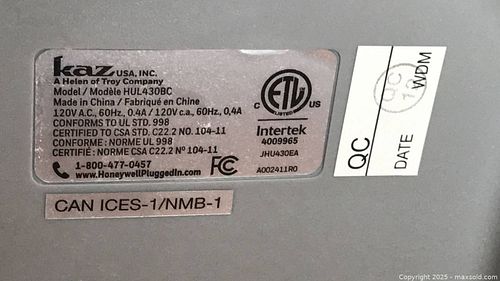 kaz USA, INC.
A Helen of Troy Company
Model / Modèle HUL430BC
Made in China / Fabriqué en Chine
120V A.C., 60Hz, 0.4A / 120V c.a., 60Hz, 0,4A
CONFORMS TO UL STD. 998
CERTIFIED TO CSA STD. C22.2 NO. 104-11
CONFORME : NORME UL 998
CERTIFIÉ : NORME CSA C22.2 Nº 104-11
1-800-477-0457
www.HoneywellPluggedIn.com
FC
C ETL US
LISTED
Intertek
4009965
JHU430EA
A002411R0
CAN ICES-1/NMB-1
QC
DATE WDM
QC
Copyright © 2025 - maxsold.com